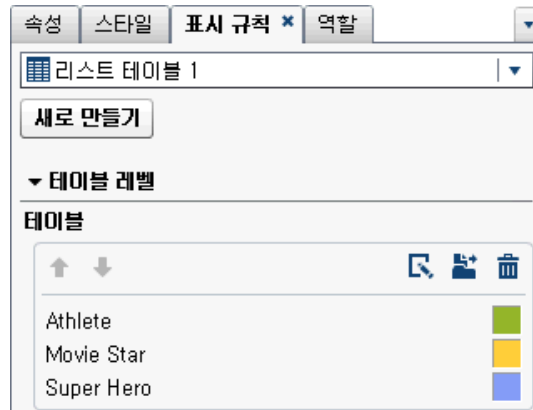 속성 스타일 표시 규칙 역할
리스트 테이블 1
새로 만들기
테이블 레벨
테이블
Athlete
Movie Star
Super Hero